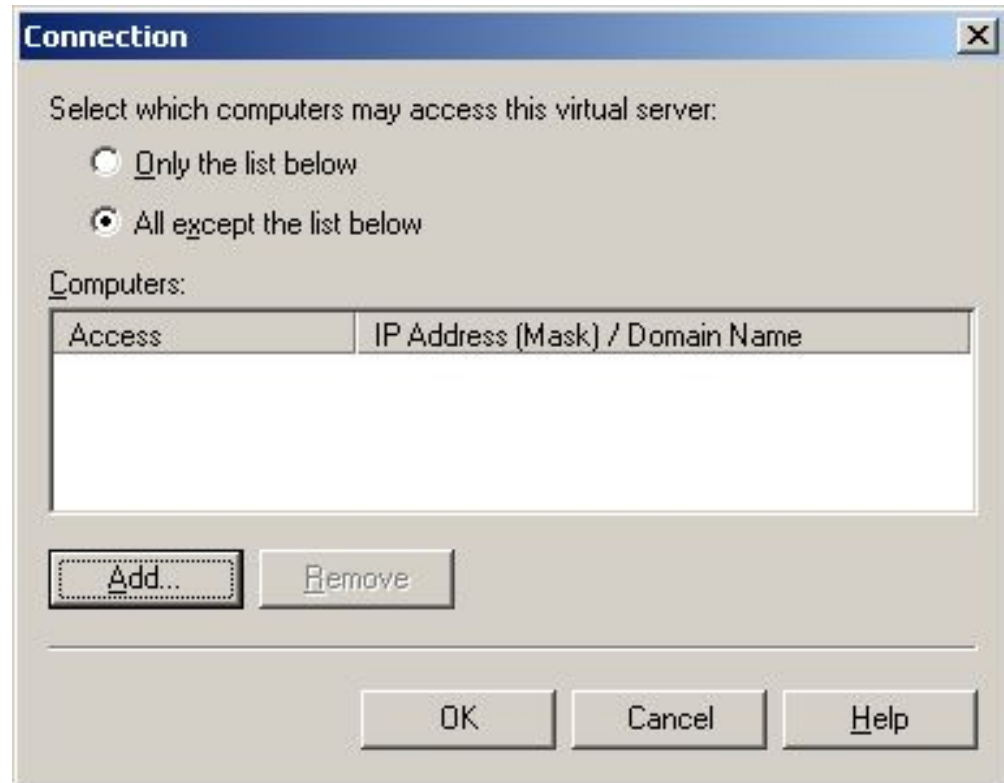 Connection
Select which computers may access this virtual server:
Only the list below
All except the list below
Computers:
Access IP Address (Mask) / Domain Name
Add... Remove
OK Cancel Help